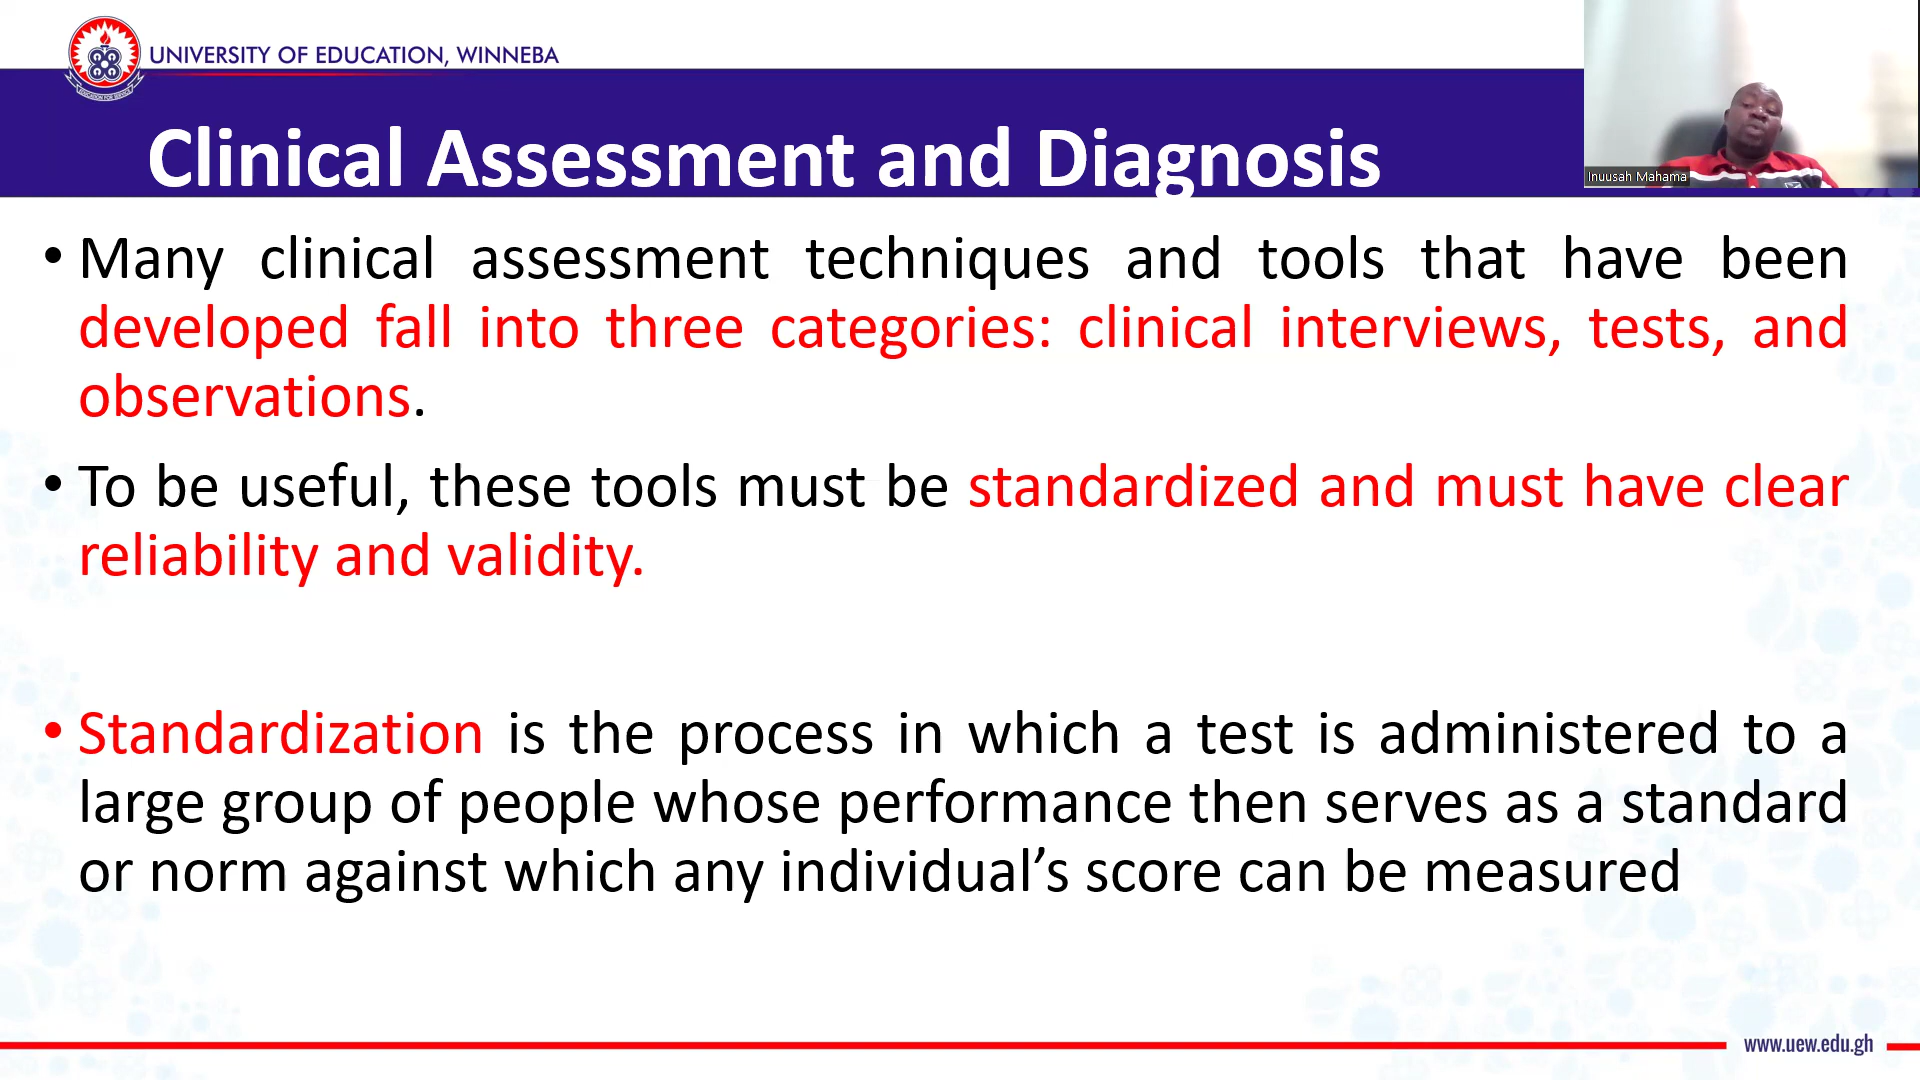 UNIVERSITY OF EDUCATION, WINNEBA
Clinical Assessment and Diagnosis
Inuusah Mahama
• Many clinical assessment techniques and tools that have been
developed fall into three categories: clinical interviews, tests, and
observations.
• To be useful, these tools must be standardized and must have clear
reliability and validity.
• Standardization is the process in which a test is administered to a
large group of people whose performance then serves as a standard
or norm against which any individual’s score can be measured
www.uew.edu.gh